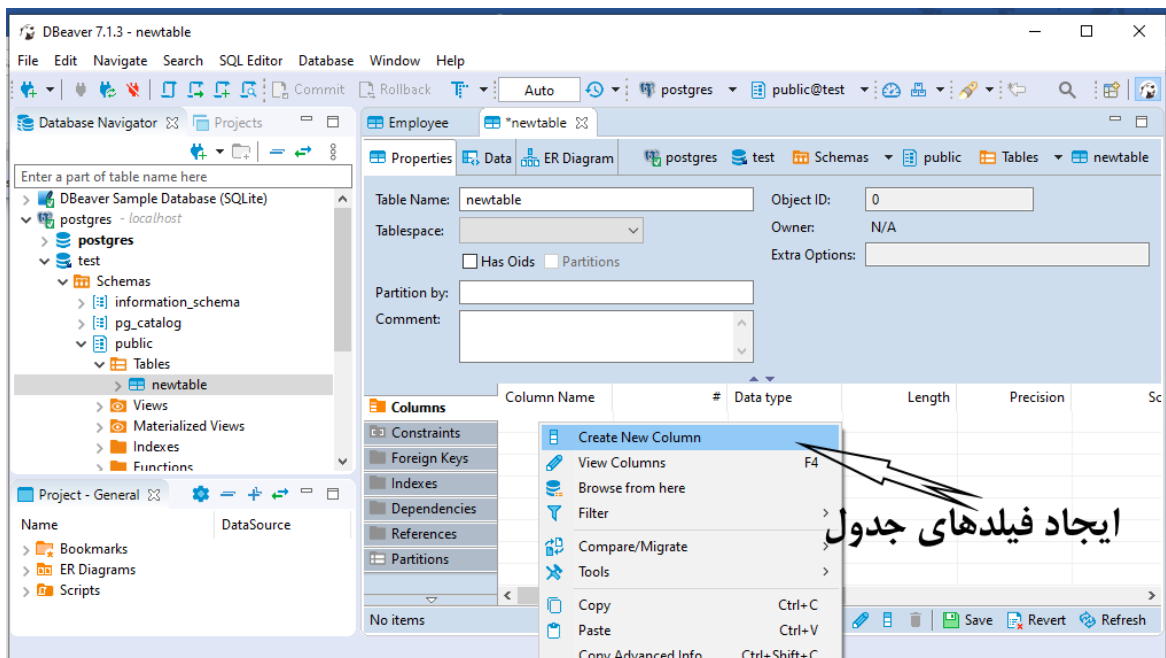 DBeaver 7.1.3 - newtable
File Edit Navigate Search SQL Editor Database Window Help
Commit Rollback Auto postgres public@test
Database Navigator Projects
Enter a part of table name here
DBeaver Sample Database (SQLite)
postgres - localhost
postgres
test
Schemas
information_schema
pg_catalog
public
Tables
newtable
Views
Materialized Views
Indexes
Functions
Project - General
Name DataSource
Bookmarks
ER Diagrams
Scripts
Employee *newtable
Properties Data ER Diagram postgres test Schemas public Tables newtable
Table Name: newtable Object ID: 0
Tablespace: Owner: N/A
Has Oids Partitions Extra Options:
Partition by:
Comment:
Columns
Constraints
Foreign Keys
Indexes
Dependencies
References
Partitions
Column Name # Data type Length Precision Sc
Create New Column
View Columns F4
Browse from here
Filter
Compare/Migrate
Tools
Copy Ctrl+C
Paste Ctrl+V
Copy Advanced Info Ctrl+Shift+C
ایجاد فیلدهای جدول
No items Save Revert Refresh